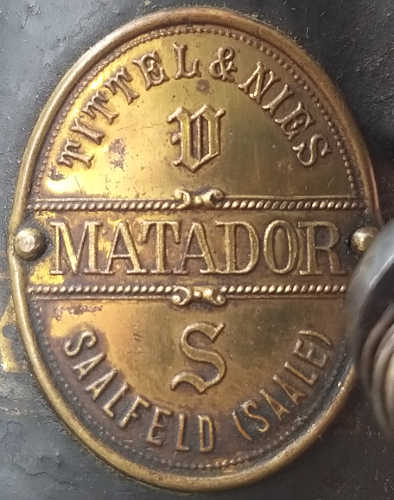 TITTEL & NIES
V
MATADOR
S
SAALFELD (SAALE)